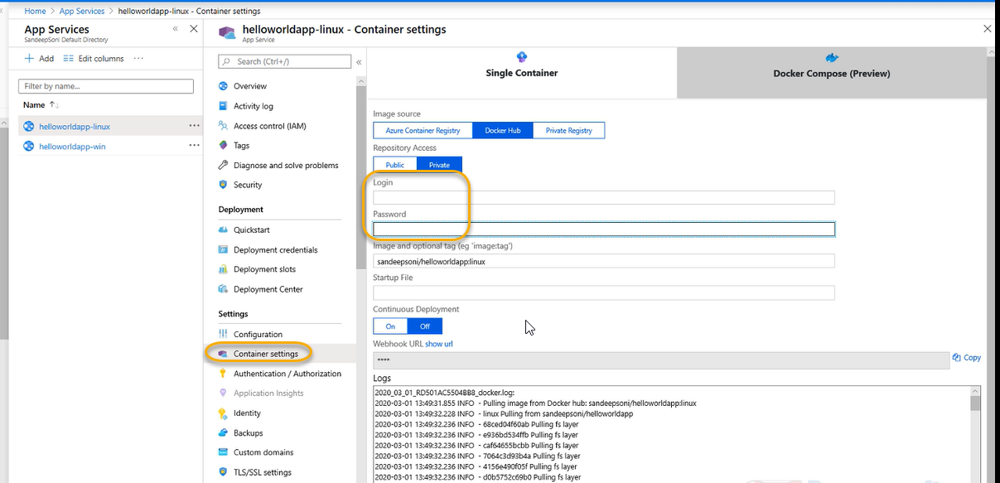 Home > App Services > helloworldapp-linux - Container settings
App Services
SandeepSoni Default Directory
Add
Edit columns
Filter by name...
Name
helloworldapp-linux
helloworldapp-win
helloworldapp-linux - Container settings
App Service
Search (Ctrl+/)
Overview
Activity log
Access control (IAM)
Tags
Diagnose and solve problems
Security
Deployment
Quickstart
Deployment credentials
Deployment slots
Deployment Center
Settings
Configuration
Container settings
Authentication / Authorization
Application Insights
Identity
Backups
Custom domains
TLS/SSL settings
Single Container
Docker Compose (Preview)
Image source
Azure Container Registry Docker Hub Private Registry
Repository Access
Public Private
Login
Password
Image and optional tag (eg 'image:tag')
sandeepsoni/helloworldapp:linux
Startup File
Continuous Deployment
On Off
Webhook URL show url
****
Copy
Logs
2020_03_01_RD501AC5504BB8_docker.log:
2020-03-01 13:49:31.855 INFO - Pulling image from Docker hub: sandeepsoni/helloworldapp:linux
2020-03-01 13:49:32.228 INFO - linux Pulling from sandeepsoni/helloworldapp
2020-03-01 13:49:32.236 INFO - 68ced04f60ab Pulling fs layer
2020-03-01 13:49:32.236 INFO - e936bd534ffb Pulling fs layer
2020-03-01 13:49:32.236 INFO - caf64655bcbb Pulling fs layer
2020-03-01 13:49:32.236 INFO - 7064c3d93b4a Pulling fs layer
2020-03-01 13:49:32.236 INFO - 4156e490f05f Pulling fs layer
2020-03-01 13:49:32.236 INFO - d0b5752c69b0 Pulling fs layer